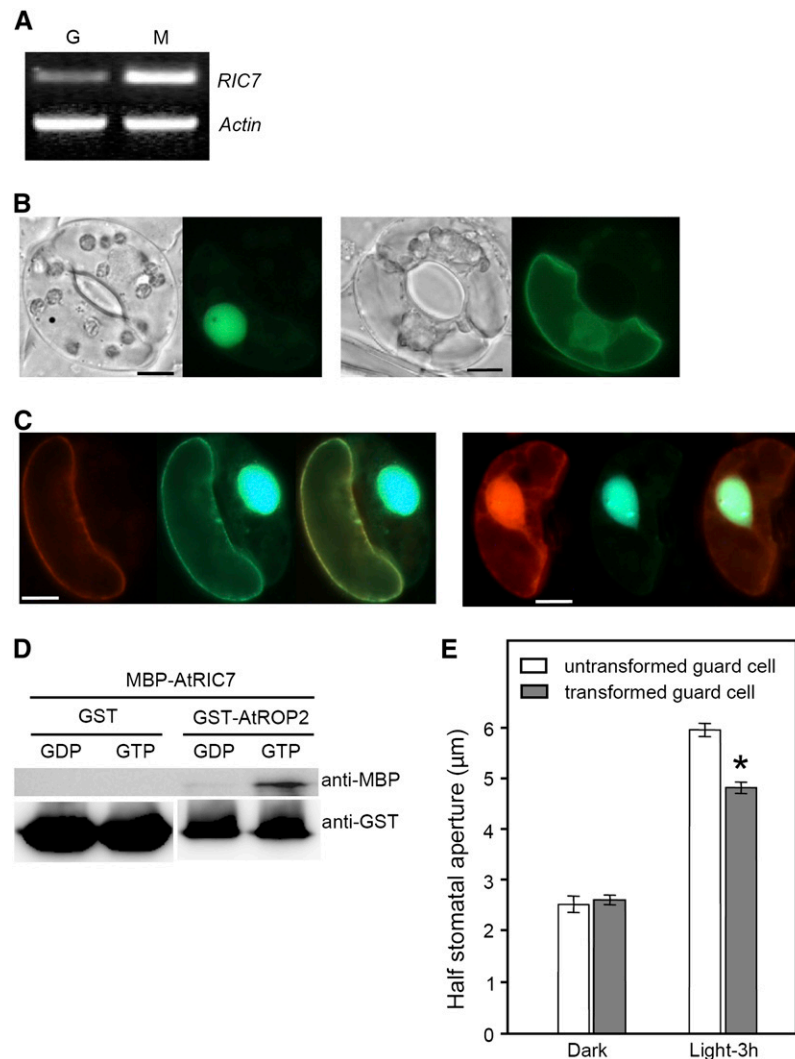 A
G M
RIC7
Actin
B
C
D
MBP-AtRIC7
GST GST-AtROP2
GDP GTP GDP GTP
anti-MBP
anti-GST
E
untransformed guard cell
transformed guard cell
Half stomatal aperture (µm)
6
5
*
4
3
2
1
0
Dark Light-3h